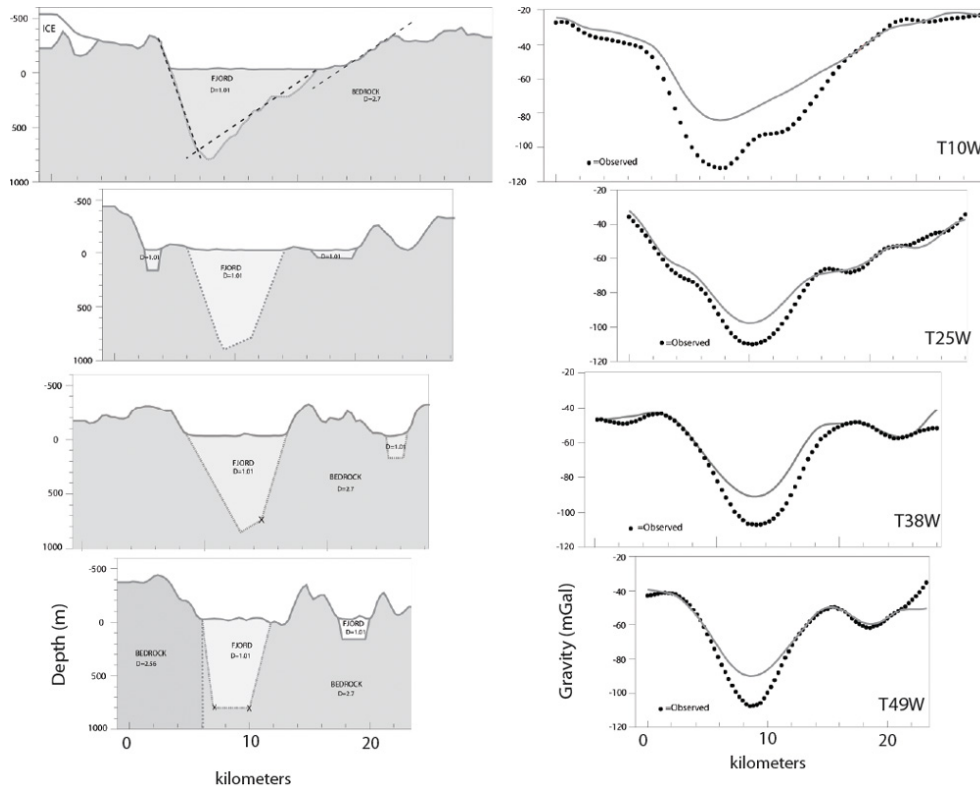 -500
0
500
1000
ICE
FJORD
D=1.01
BEDROCK
D=2.7
-20
-40
-60
-80
-100
-120
=Observed
T10W
-500
0
500
1000
D=1.01
FJORD
D=1.01
D=1.01
-20
-40
-60
-80
-100
-120
=Observed
T25W
-500
0
500
1000
FJORD
D=1.01
BEDROCK
D=2.7
D=1.01
X
-20
-40
-60
-80
-100
-120
=Observed
T38W
Depth (m)
-500
0
500
1000
BEDROCK
D=2.56
FJORD
D=1.01
FJORD
D=1.01
BEDROCK
D=2.7
X X
0 10 20
kilometers
Gravity (mGal)
-20
-40
-60
-80
-100
-120
=Observed
T49W
0 10 20
kilometers